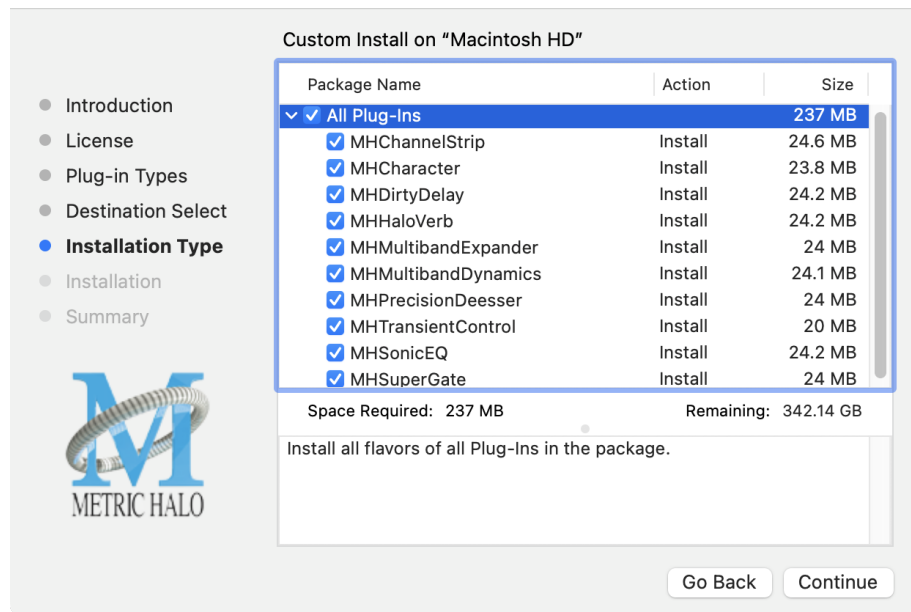 Custom Install on “Macintosh HD”
Introduction
License
Plug-in Types
Destination Select
Installation Type
Installation
Summary
METRIC HALO
Package Name Action Size
All Plug-Ins 237 MB
MHChannelStrip Install 24.6 MB
MHCharacter Install 23.8 MB
MHDirtyDelay Install 24.2 MB
MHHaloVerb Install 24.2 MB
MHMultibandExpander Install 24 MB
MHMultibandDynamics Install 24.1 MB
MHPrecisionDeesser Install 24 MB
MHTransientControl Install 20 MB
MHSonicEQ Install 24.2 MB
MHSuperGate Install 24 MB
Space Required: 237 MB Remaining: 342.14 GB
Install all flavors of all Plug-Ins in the package.
Go Back Continue